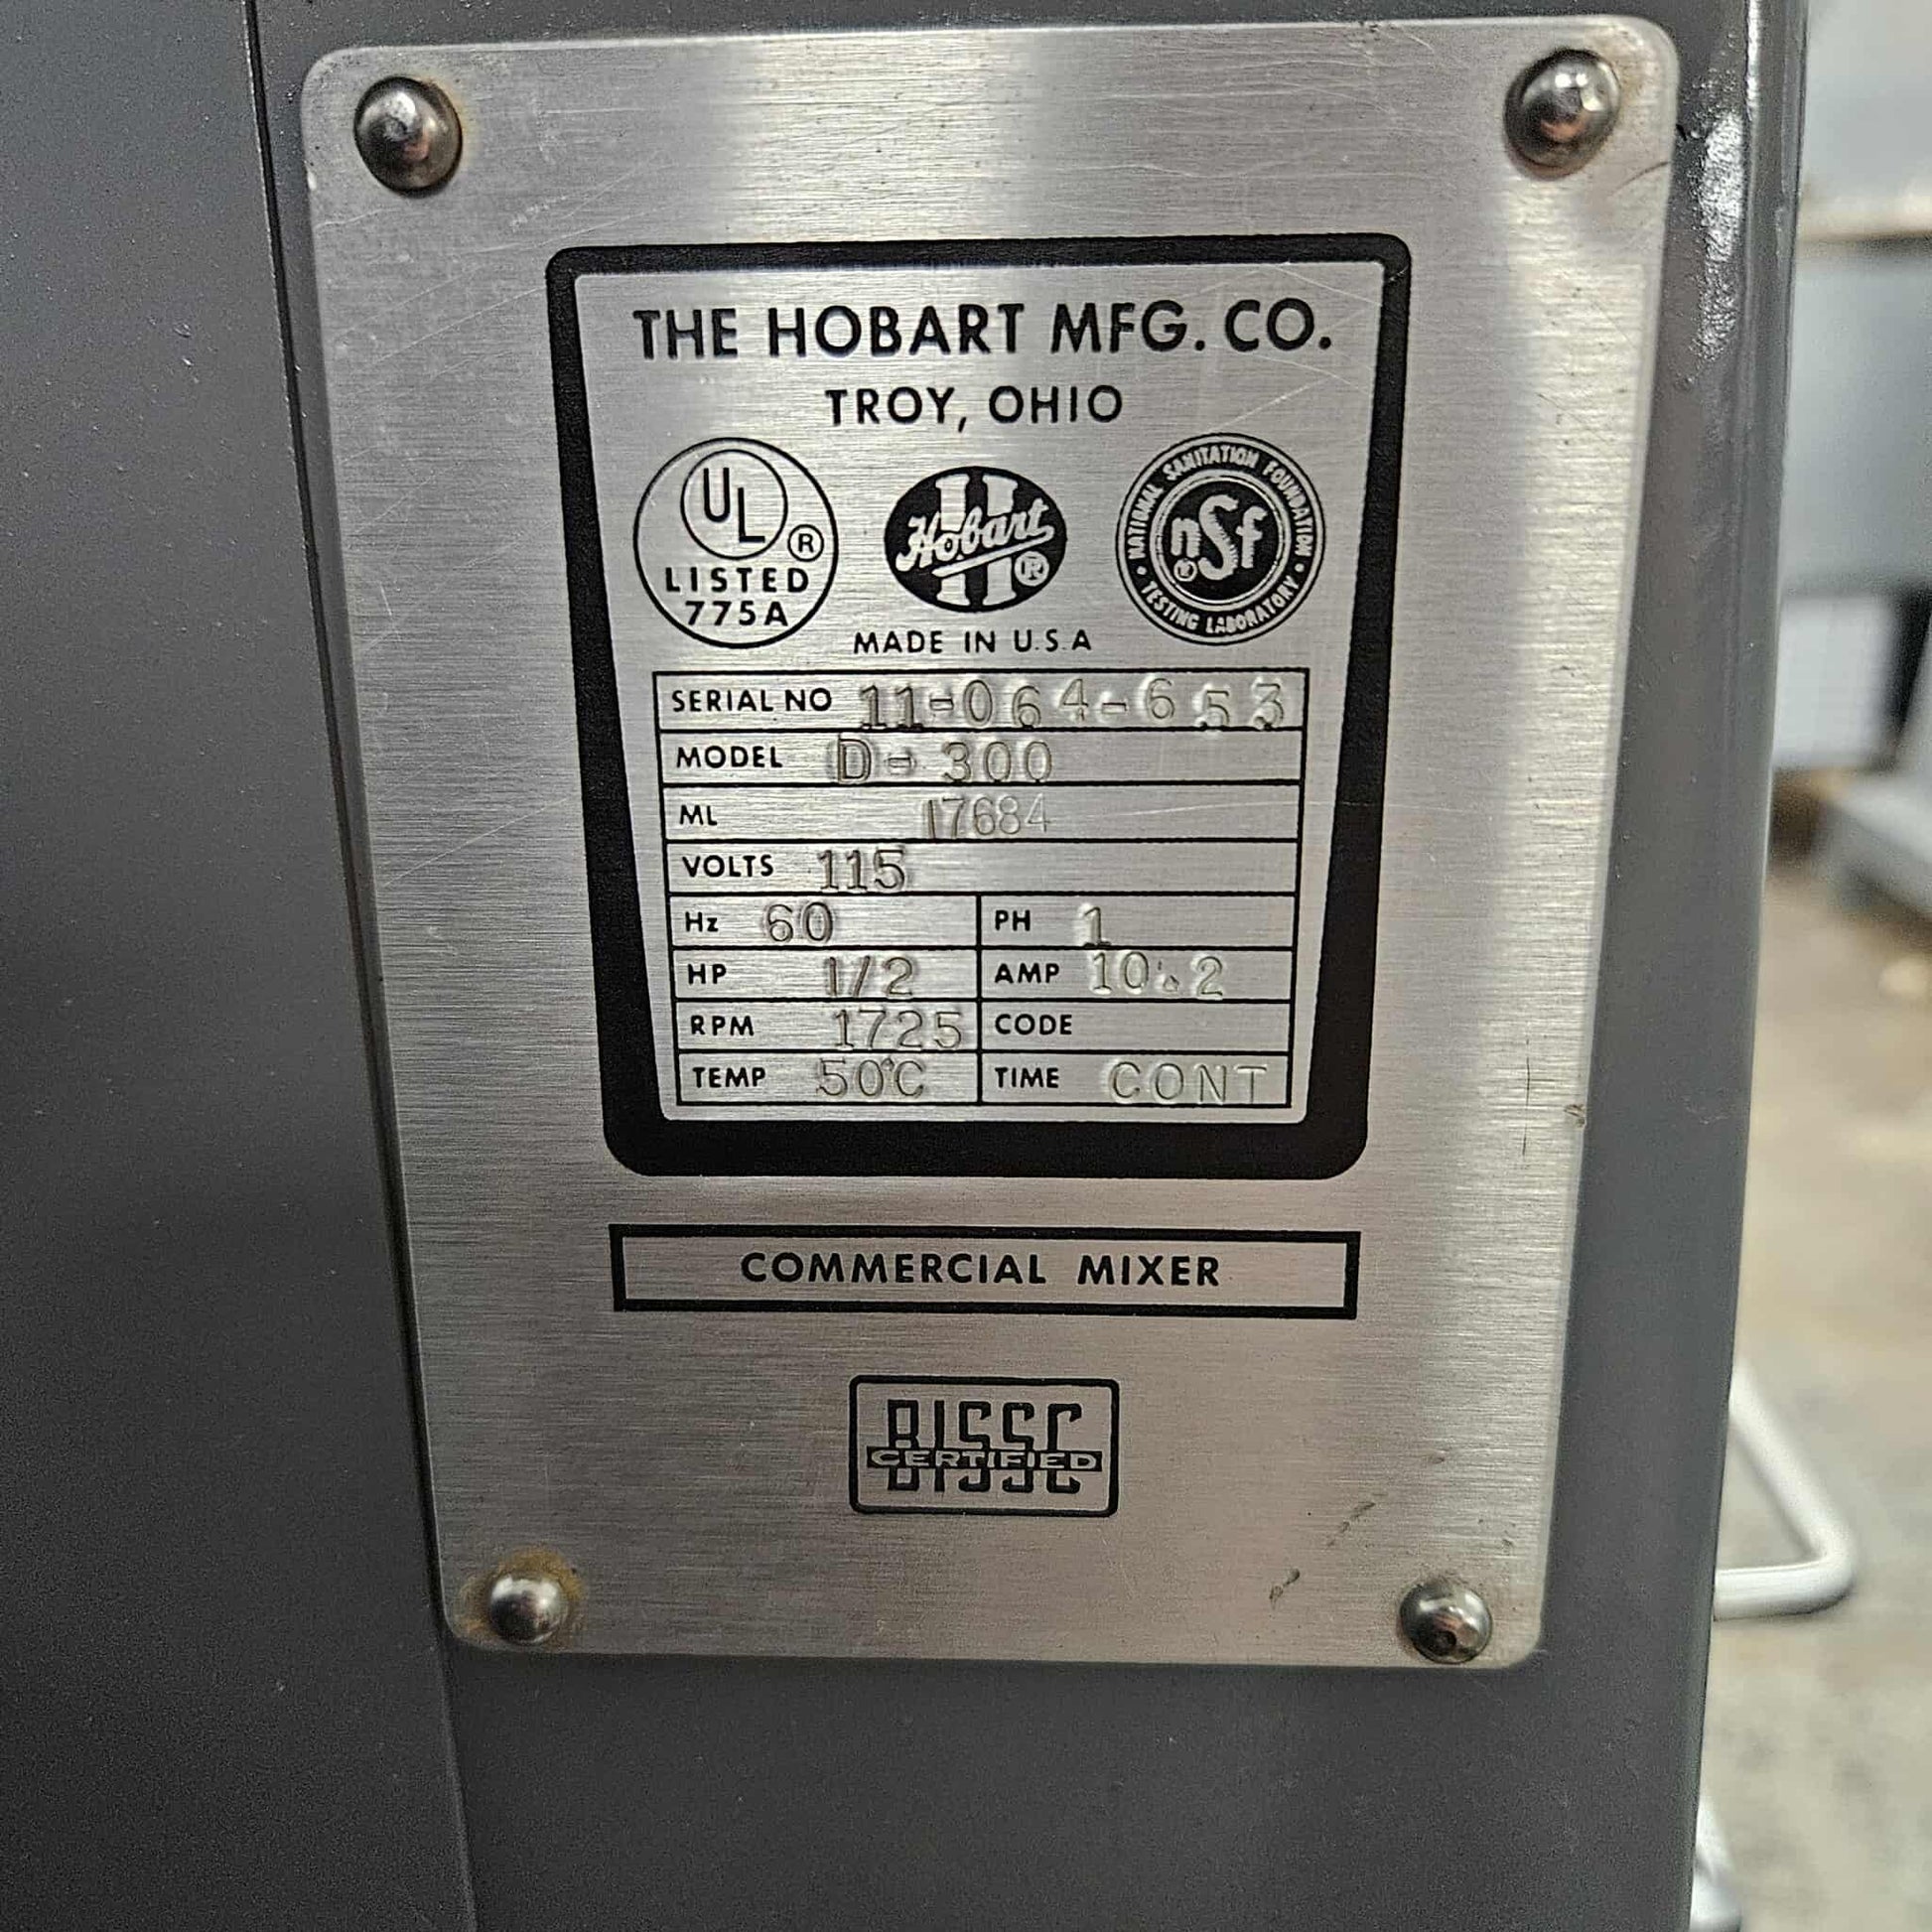 THE HOBART MFG. CO.
TROY, OHIO
UL ®
LISTED
775A
Hobart ®
NATIONAL SANITATION FOUNDATION
nsf ®
TESTING LABORATORY
MADE IN U.S.A
SERIAL NO 11-064-653
MODEL D-300
ML 17684
VOLTS 115
Hz 60 PH 1
HP 1/2 AMP 10.2
RPM 1725 CODE
TEMP 50°C TIME CONT
COMMERCIAL MIXER
BISSC
CERTIFIED